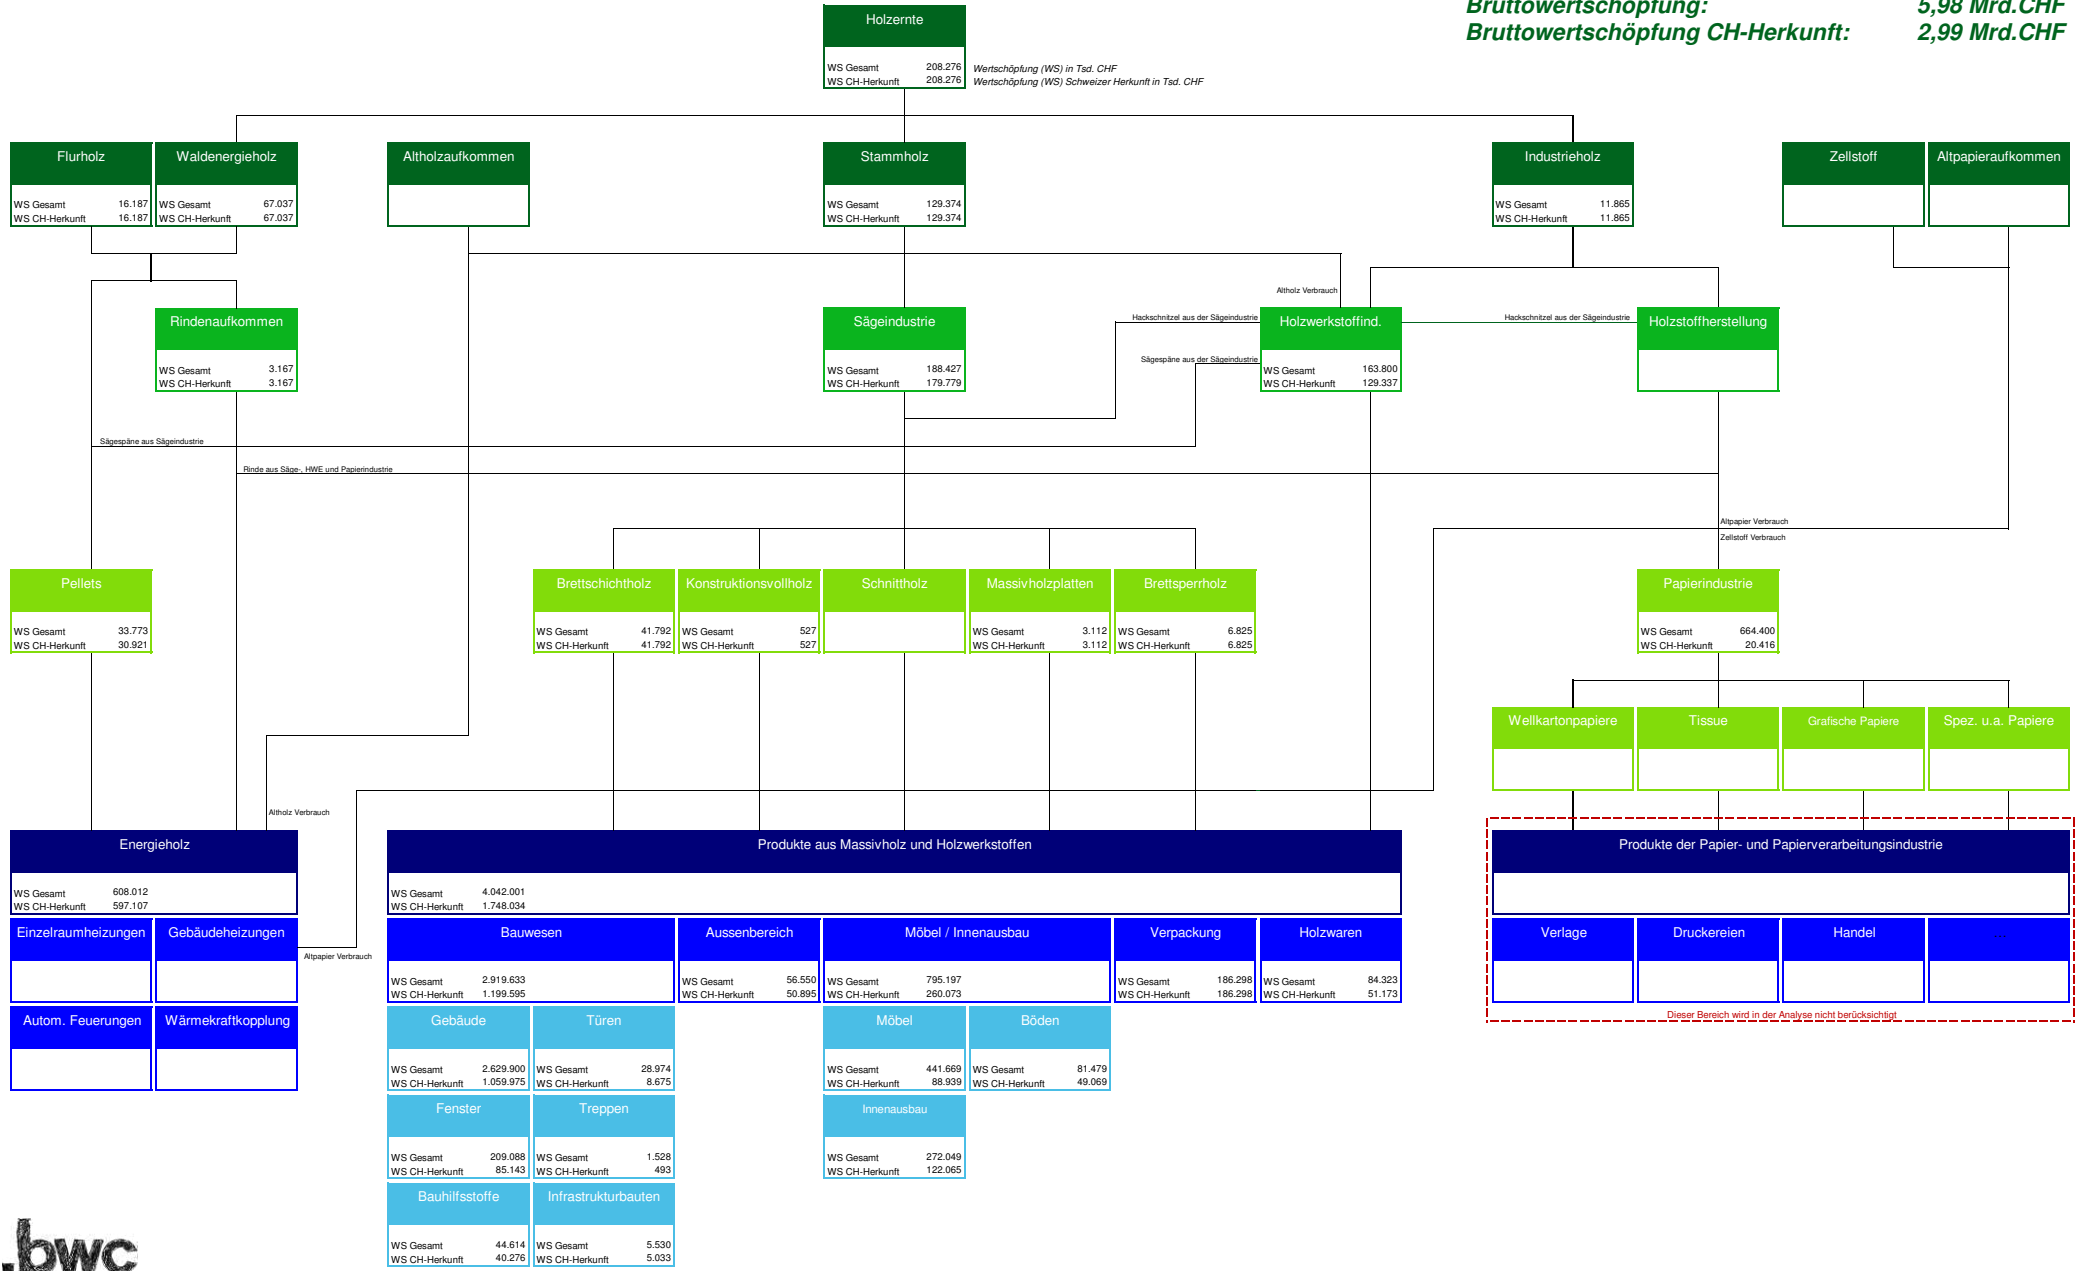 Bruttowertschöpfung: 5,98 Mrd.CHF
Bruttowertschöpfung CH-Herkunft: 2,99 Mrd.CHF
Holzernte
WS Gesamt 208.276 Wertschöpfung (WS) in Tsd. CHF
WS CH-Herkunft 208.276 Wertschöpfung (WS) Schweizer Herkunft in Tsd. CHF
Flurholz
WS Gesamt 16.187
WS CH-Herkunft 16.187
Waldenergieholz
WS Gesamt 67.037
WS CH-Herkunft 67.037
Altholzaufkommen
Stammholz
WS Gesamt 129.374
WS CH-Herkunft 129.374
Industrieholz
WS Gesamt 11.865
WS CH-Herkunft 11.865
Zellstoff
Altpapieraufkommen
Altholz Verbrauch
Rindenaufkommen
WS Gesamt 3.167
WS CH-Herkunft 3.167
Sägeindustrie
WS Gesamt 188.427
WS CH-Herkunft 179.779
Hackschnitzel aus der Sägeindustrie
Sägespäne aus der Sägeindustrie
Holzwerkstoffind.
WS Gesamt 163.800
WS CH-Herkunft 129.337
Hackschnitzel aus der Sägeindustrie
Holzstoffherstellung
Sägespäne aus Sägeindustrie
Rinde aus Säge-, HWE und Papierindustrie
Altpapier Verbrauch
Zellstoff Verbrauch
Pellets
WS Gesamt 33.773
WS CH-Herkunft 30.921
Brettschichtholz
WS Gesamt 41.792
WS CH-Herkunft 41.792
Konstruktionsvollholz
WS Gesamt 527
WS CH-Herkunft 527
Schnittholz
Massivholzplatten
WS Gesamt 3.112
WS CH-Herkunft 3.112
Brettsperrholz
WS Gesamt 6.825
WS CH-Herkunft 6.825
Papierindustrie
WS Gesamt 664.400
WS CH-Herkunft 20.416
Wellkartonpapiere
Tissue
Grafische Papiere
Spez. u.a. Papiere
Altholz Verbrauch
Energieholz
WS Gesamt 608.012
WS CH-Herkunft 597.107
Produkte aus Massivholz und Holzwerkstoffen
WS Gesamt 4.042.001
WS CH-Herkunft 1.748.034
Produkte der Papier- und Papierverarbeitungsindustrie
Einzelraumheizungen
Gebäudeheizungen
Altpapier Verbrauch
Bauwesen
WS Gesamt 2.919.633
WS CH-Herkunft 1.199.595
Aussenbereich
WS Gesamt 56.550
WS CH-Herkunft 50.895
Möbel / Innenausbau
WS Gesamt 795.197
WS CH-Herkunft 260.073
Verpackung
WS Gesamt 186.298
WS CH-Herkunft 186.298
Holzwaren
WS Gesamt 84.323
WS CH-Herkunft 51.173
Verlage
Druckereien
Handel
...
Dieser Bereich wird in der Analyse nicht berücksichtigt
Autom. Feuerungen
Wärmekraftkopplung
Gebäude
WS Gesamt 2.629.900
WS CH-Herkunft 1.059.975
Türen
WS Gesamt 28.974
WS CH-Herkunft 8.675
Möbel
WS Gesamt 441.669
WS CH-Herkunft 88.939
Böden
WS Gesamt 81.479
WS CH-Herkunft 49.069
Fenster
WS Gesamt 209.088
WS CH-Herkunft 85.143
Treppen
WS Gesamt 1.528
WS CH-Herkunft 493
Innenausbau
WS Gesamt 272.049
WS CH-Herkunft 122.065
Bauhilfsstoffe
WS Gesamt 44.614
WS CH-Herkunft 40.276
Infrastrukturbauten
WS Gesamt 5.530
WS CH-Herkunft 5.033
.bwc